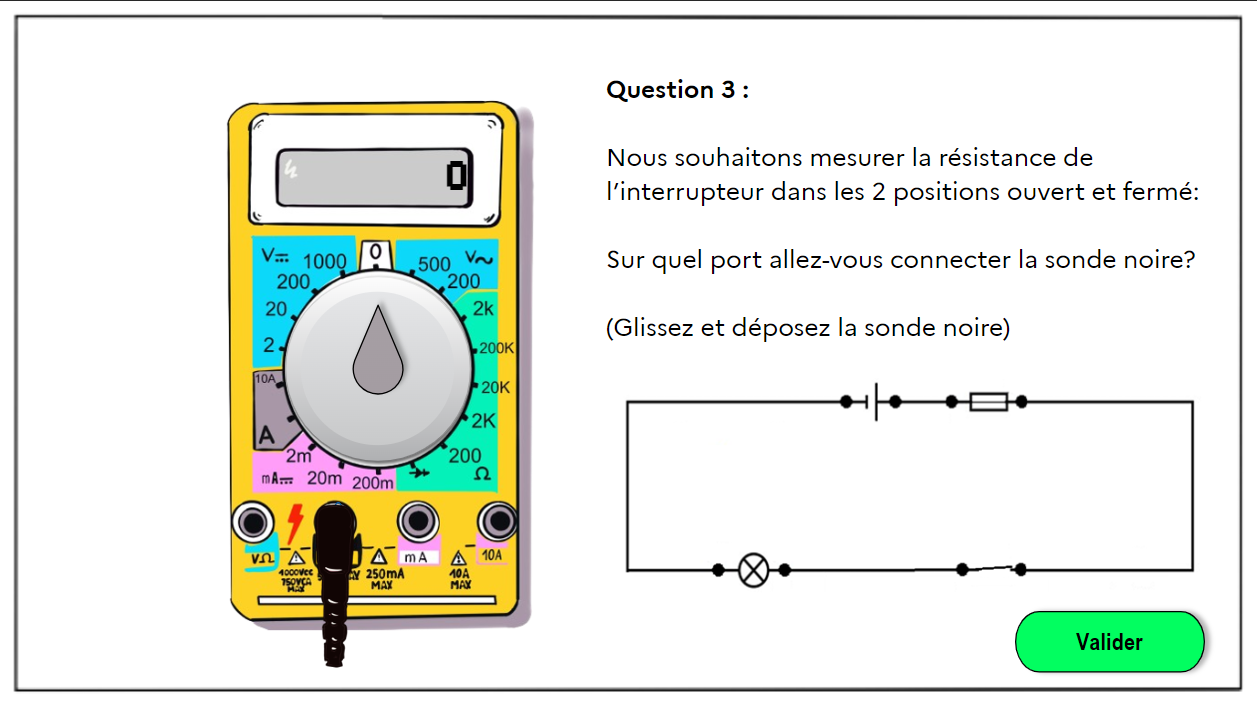 Question 3 :
Nous souhaitons mesurer la résistance de
l’interrupteur dans les 2 positions ouvert et fermé:
Sur quel port allez-vous connecter la sonde noire?
(Glissez et déposez la sonde noire)
0
V
1000
0
500
V~
200
200
20
2k
2
200K
10A
20K
2K
A
2m
200
mA
20m
200m
Ω
VΩ
mA
10A
1000VCC
750VCA
MAX
250mA
MAX
10A
MAX
Valider